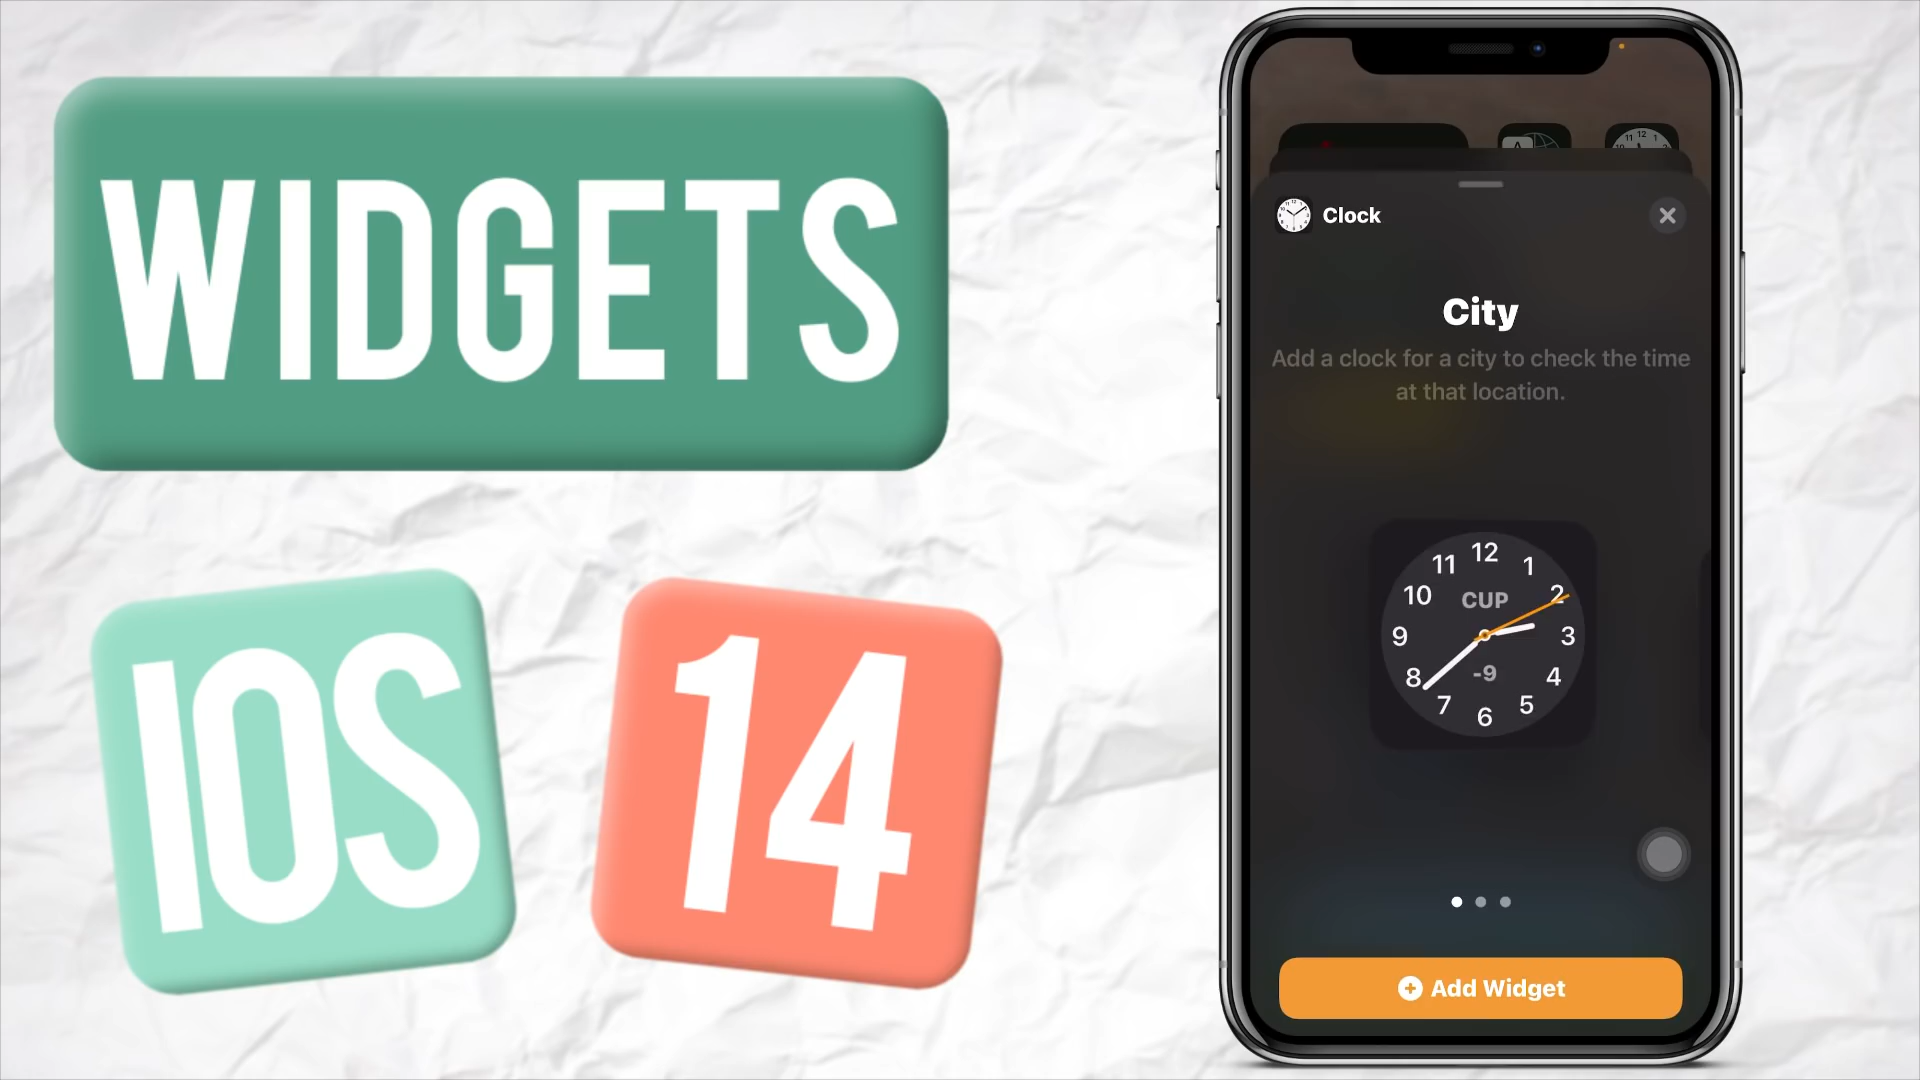 WIDGETS
IOS
14
Clock
City
Add a clock for a city to check the time
at that location.
12
11
1
10
2
CUP
9
3
-9
8
4
7
5
6
Add Widget